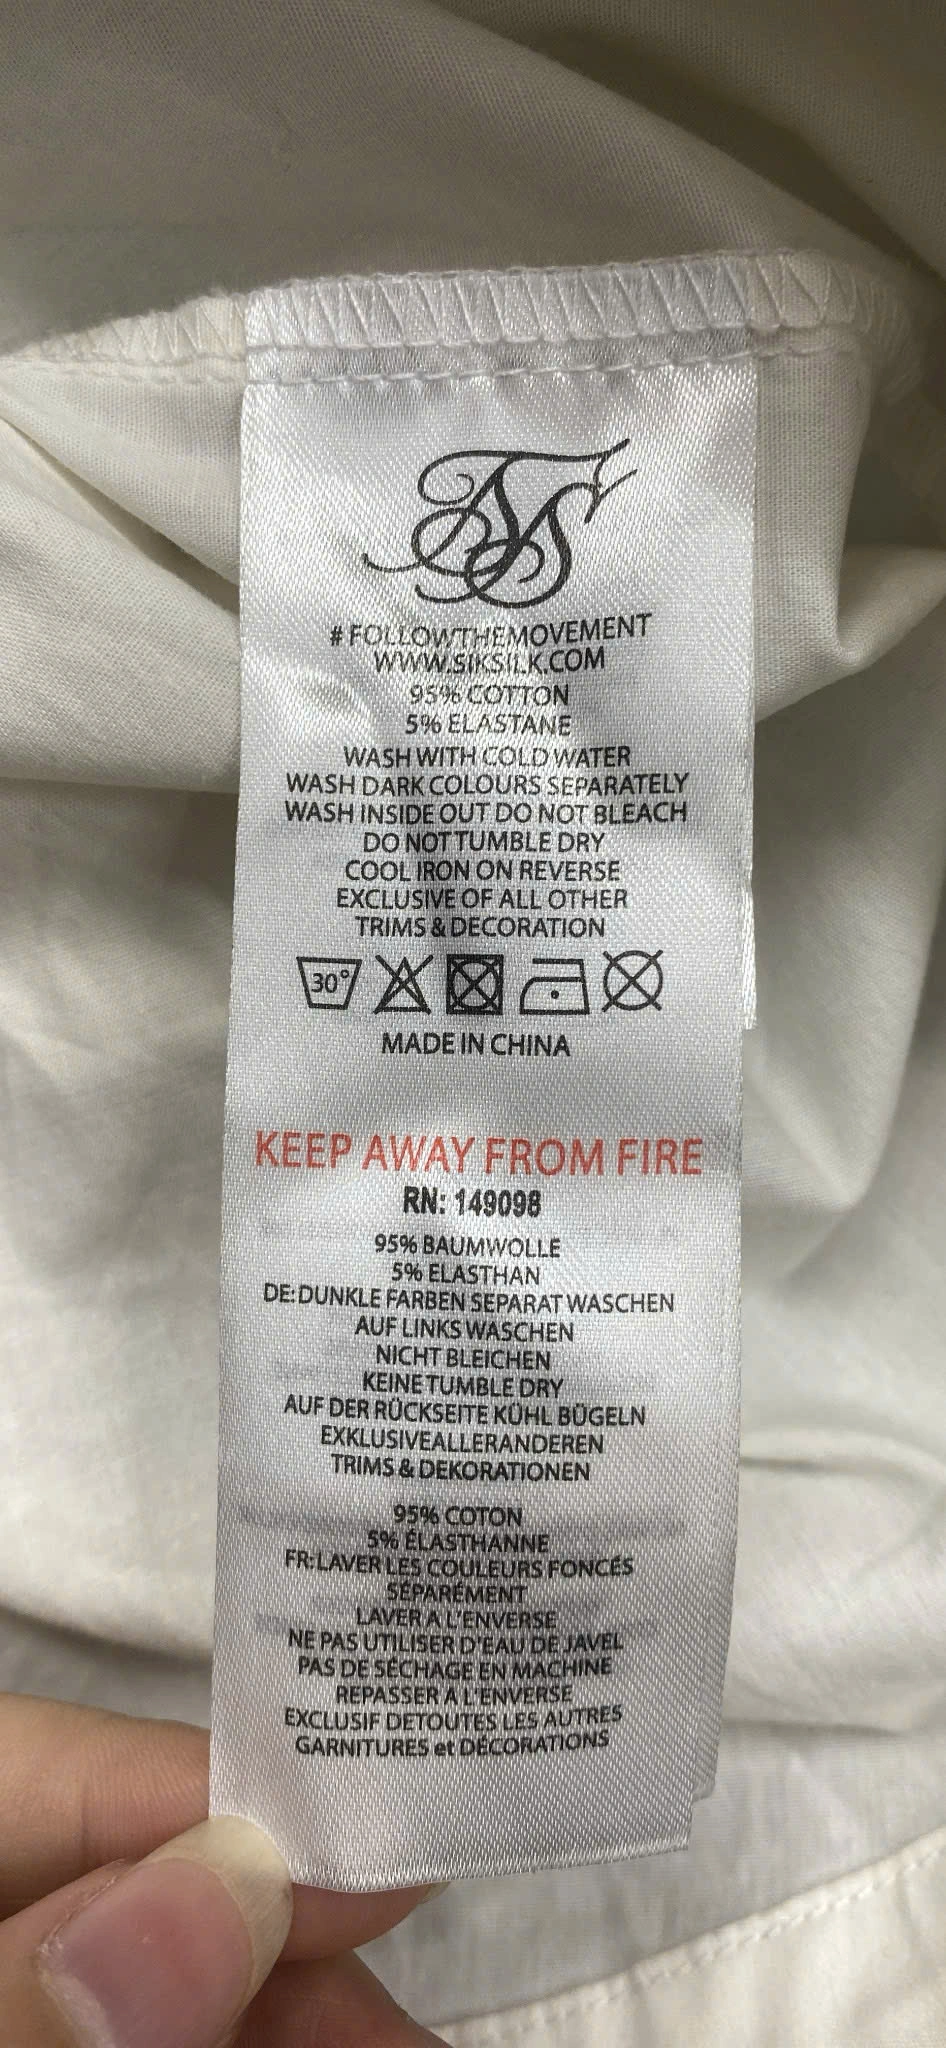 #FOLLOWTHEMOVEMENT
WWW.SIKSILK.COM
95% COTTON
5% ELASTANE
WASH WITH COLD WATER
WASH DARK COLOURS SEPARATELY
WASH INSIDE OUT DO NOT BLEACH
DO NOT TUMBLE DRY
COOL IRON ON REVERSE
EXCLUSIVE OF ALL OTHER
TRIMS & DECORATION
30°
MADE IN CHINA
KEEP AWAY FROM FIRE
RN: 149098
95% BAUMWOLLE
5% ELASTHAN
DE: DUNKLE FARBEN SEPARAT WASCHEN
AUF LINKS WASCHEN
NICHT BLEICHEN
KEINE TUMBLE DRY
AUF DER RÜCKSEITE KÜHL BÜGELN
EXKLUSIVEALLERANDEREN
TRIMS & DEKORATIONEN
95% COTON
5% ÉLASTHANNE
FR: LAVER LES COULEURS FONCÉS
SÉPARÉMENT
LAVER A L'ENVERSE
NE PAS UTILISER D'EAU DE JAVEL
PAS DE SÉCHAGE EN MACHINE
REPASSER A L'ENVERSE
EXCLUSIF DETOUTES LES AUTRES
GARNITURES et DÉCORATIONS